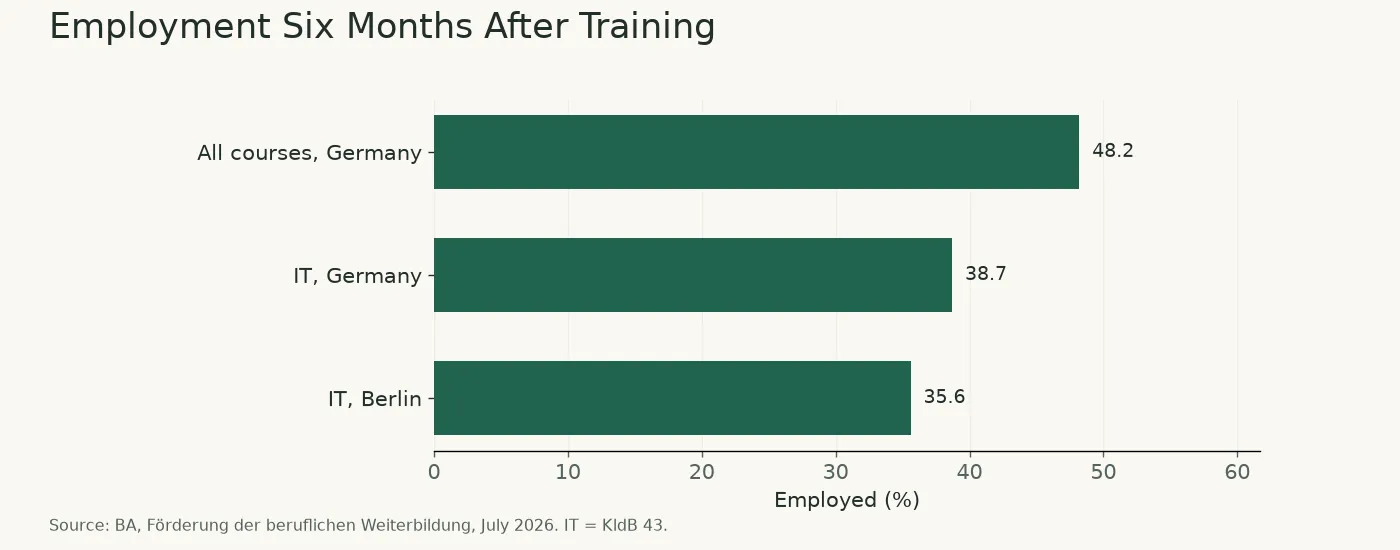 Employment Six Months After Training
All courses, Germany
48.2
IT, Germany
38.7
IT, Berlin
35.6
0 10 20 30 40 50 60
Employed (%)
Source: BA, Förderung der beruflichen Weiterbildung, July 2026. IT = KldB 43.